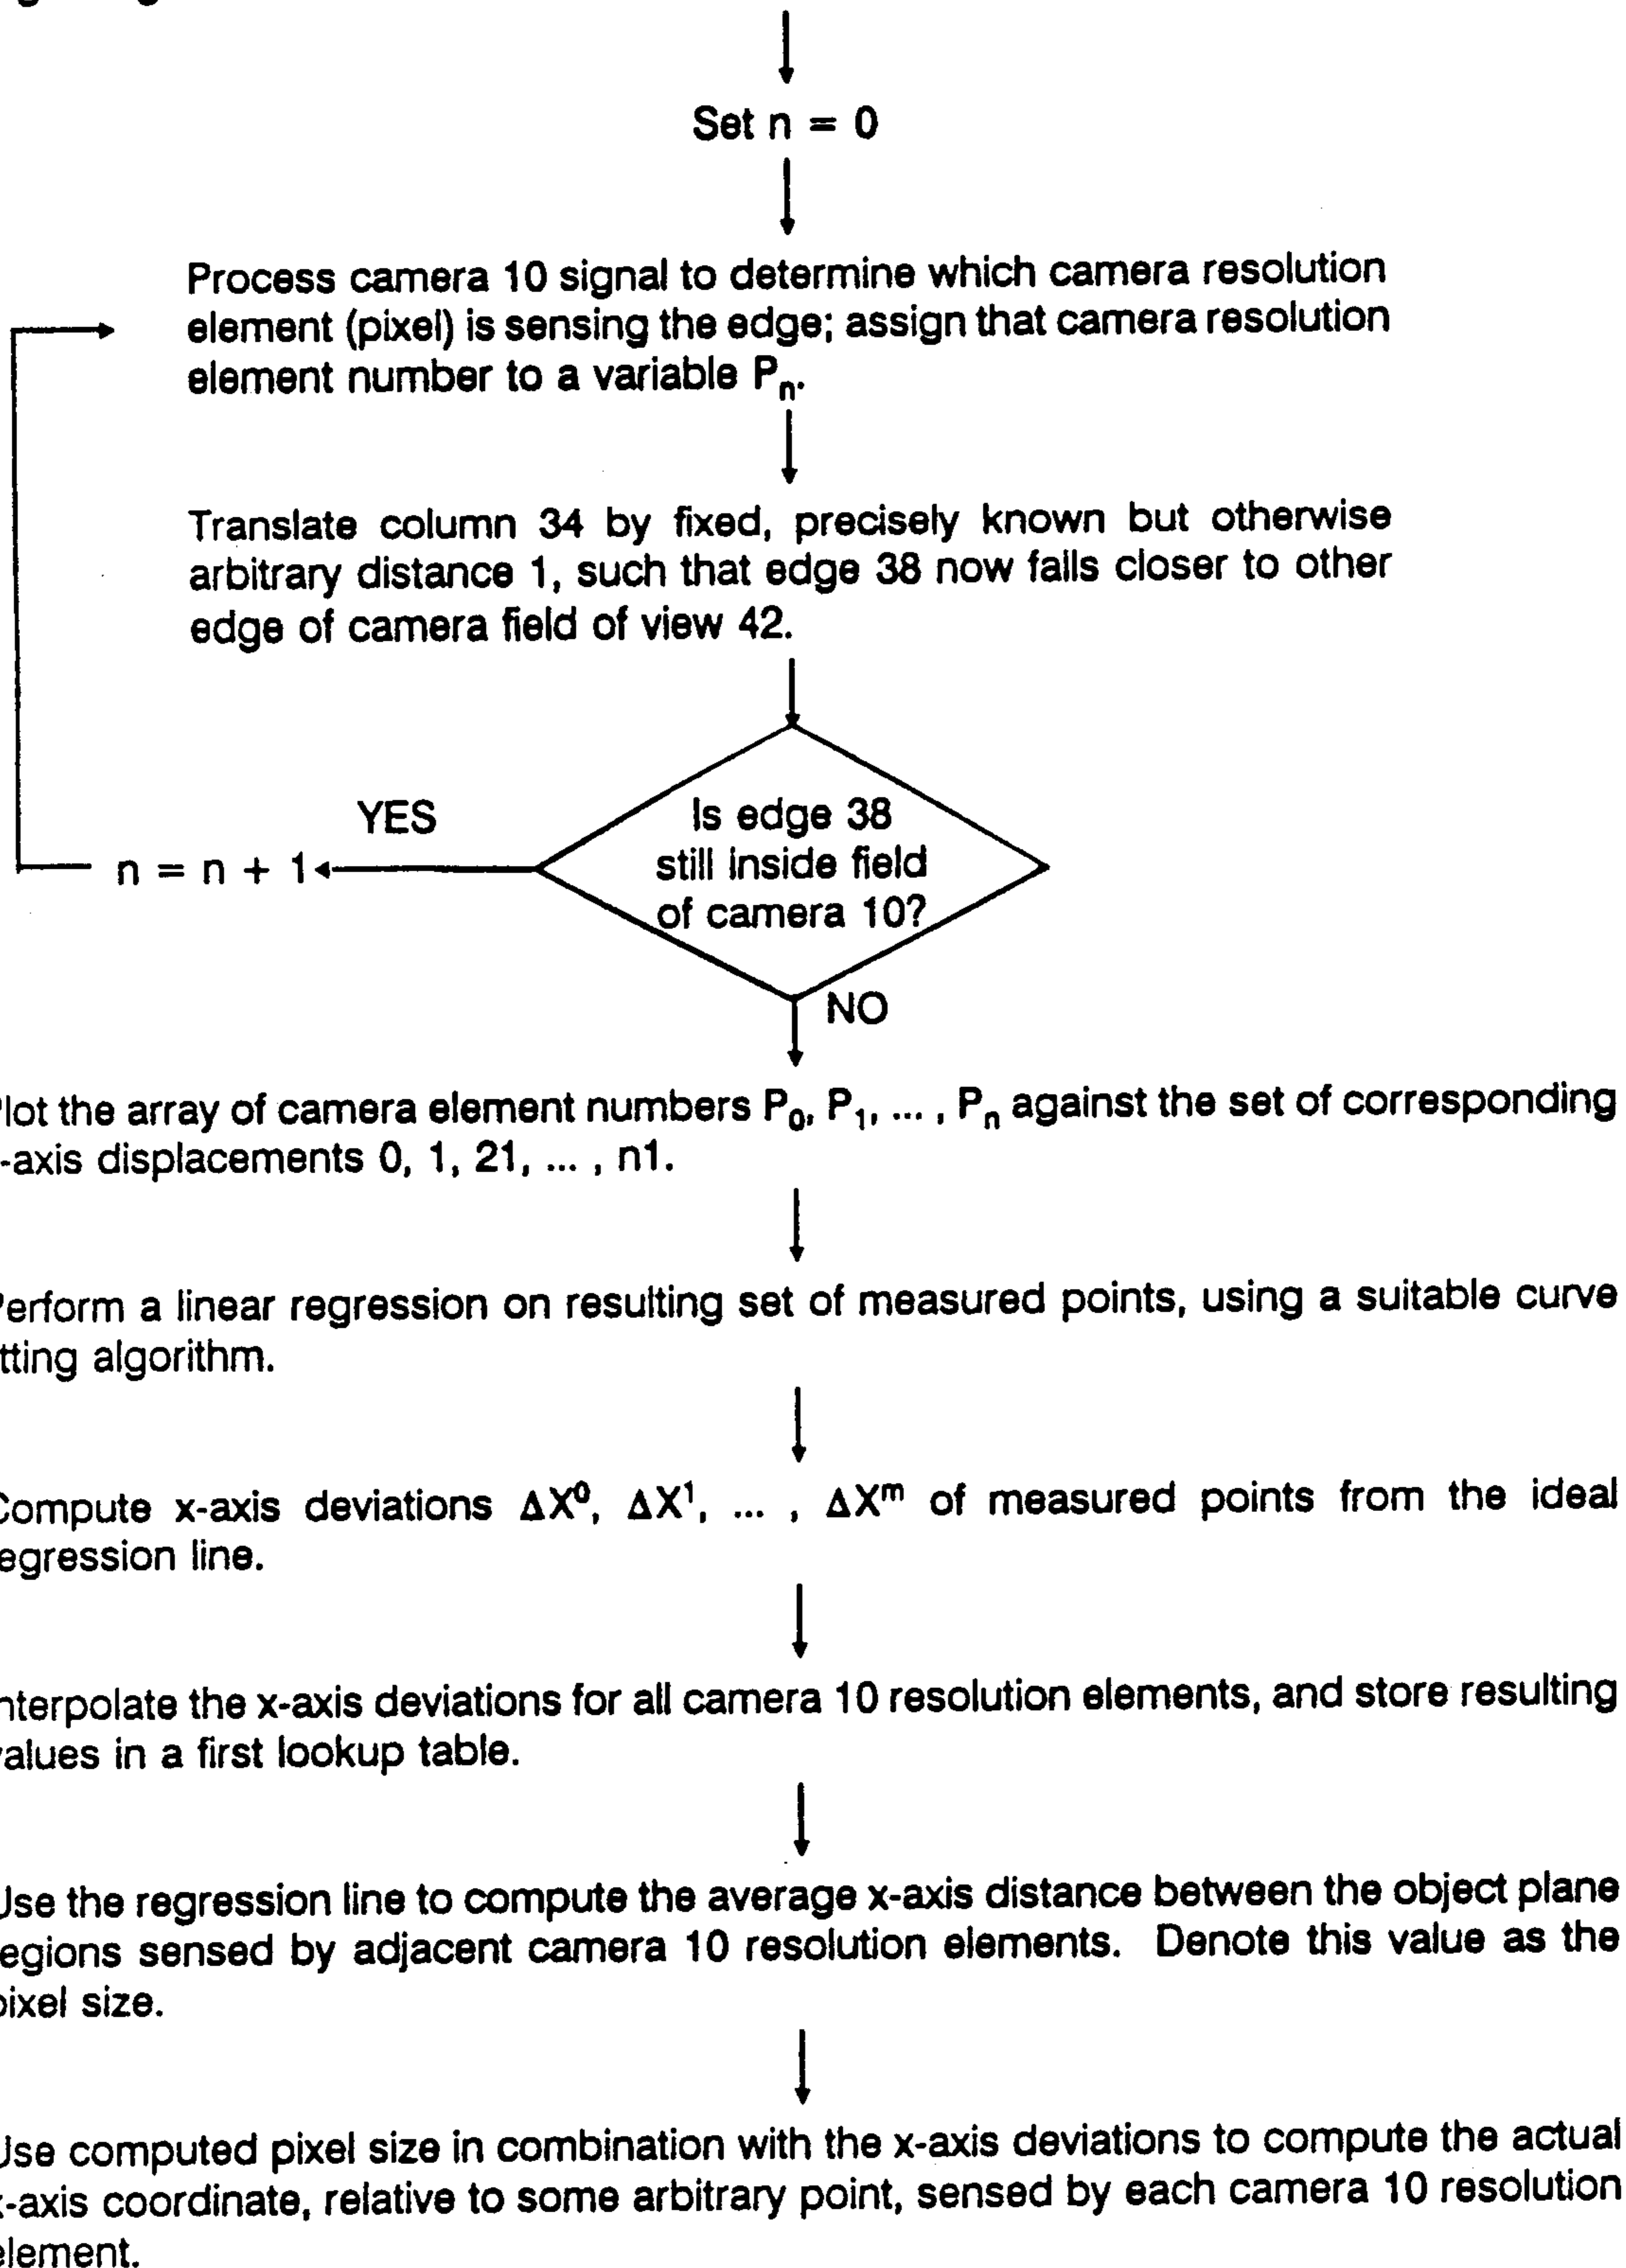 Set n = 0
Process camera 10 signal to determine which camera resolution
element (pixel) is sensing the edge; assign that camera resolution
element number to a variable Pₙ.
Translate column 34 by fixed, precisely known but otherwise
arbitrary distance 1, such that edge 38 now falls closer to other
edge of camera field of view 42.
YES
Is edge 38
still inside field
of camera 10?
n = n + 1
NO
lot the array of camera element numbers P₀, P₁, ... , Pₙ against the set of corresponding
-axis displacements 0, 1, 21, ... , n1.
erform a linear regression on resulting set of measured points, using a suitable curve
tting algorithm.
ompute x-axis deviations ΔX⁰, ΔX¹, ... , ΔXᵐ of measured points from the ideal
egression line.
nterpolate the x-axis deviations for all camera 10 resolution elements, and store resulting
alues in a first lookup table.
Use the regression line to compute the average x-axis distance between the object plane
egions sensed by adjacent camera 10 resolution elements. Denote this value as the
pixel size.
Use computed pixel size in combination with the x-axis deviations to compute the actual
-axis coordinate, relative to some arbitrary point, sensed by each camera 10 resolution
element.